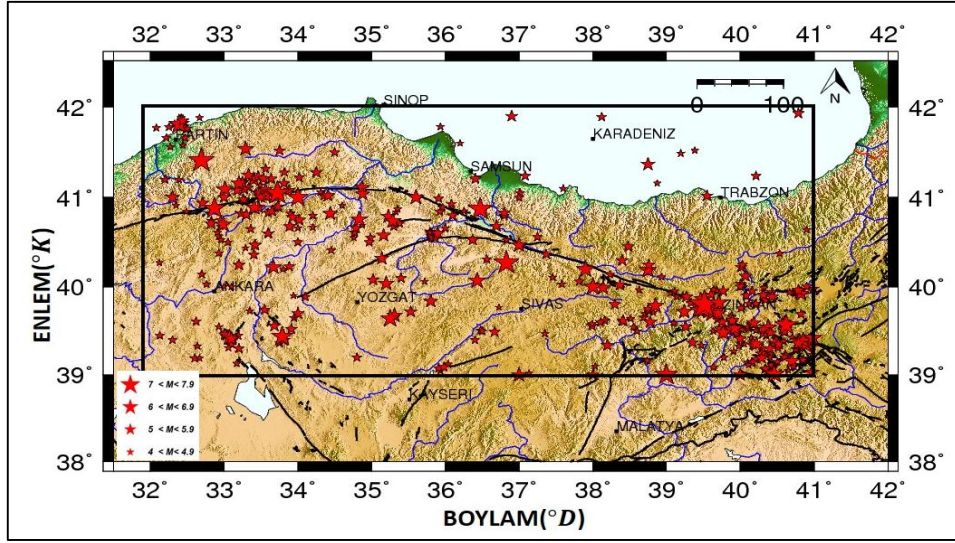 32° 33° 34° 35° 36° 37° 38° 39° 40° 41° 42°
42° 42°
41° 41°
40° 40°
39° 39°
38° 38°
ENLEM(°K)
SINOP
0 100
N
KARADENIZ
SAMSUN
TRABZON
ANKARA
YOZGAT
SIVAS
KAYSERI
MALATYA
7 < M< 7.9
6 < M< 6.9
5 < M< 5.9
4 < M< 4.9
32° 33° 34° 35° 36° 37° 38° 39° 40° 41° 42°
BOYLAM(°D)